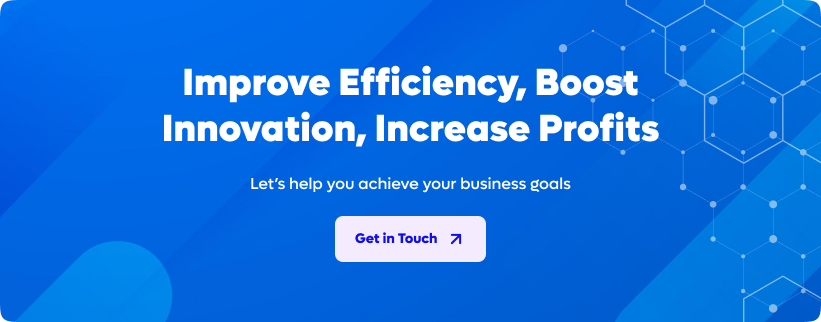 Improve Efficiency, Boost
Innovation, Increase Profits
Let's help you achieve your business goals
Get in Touch